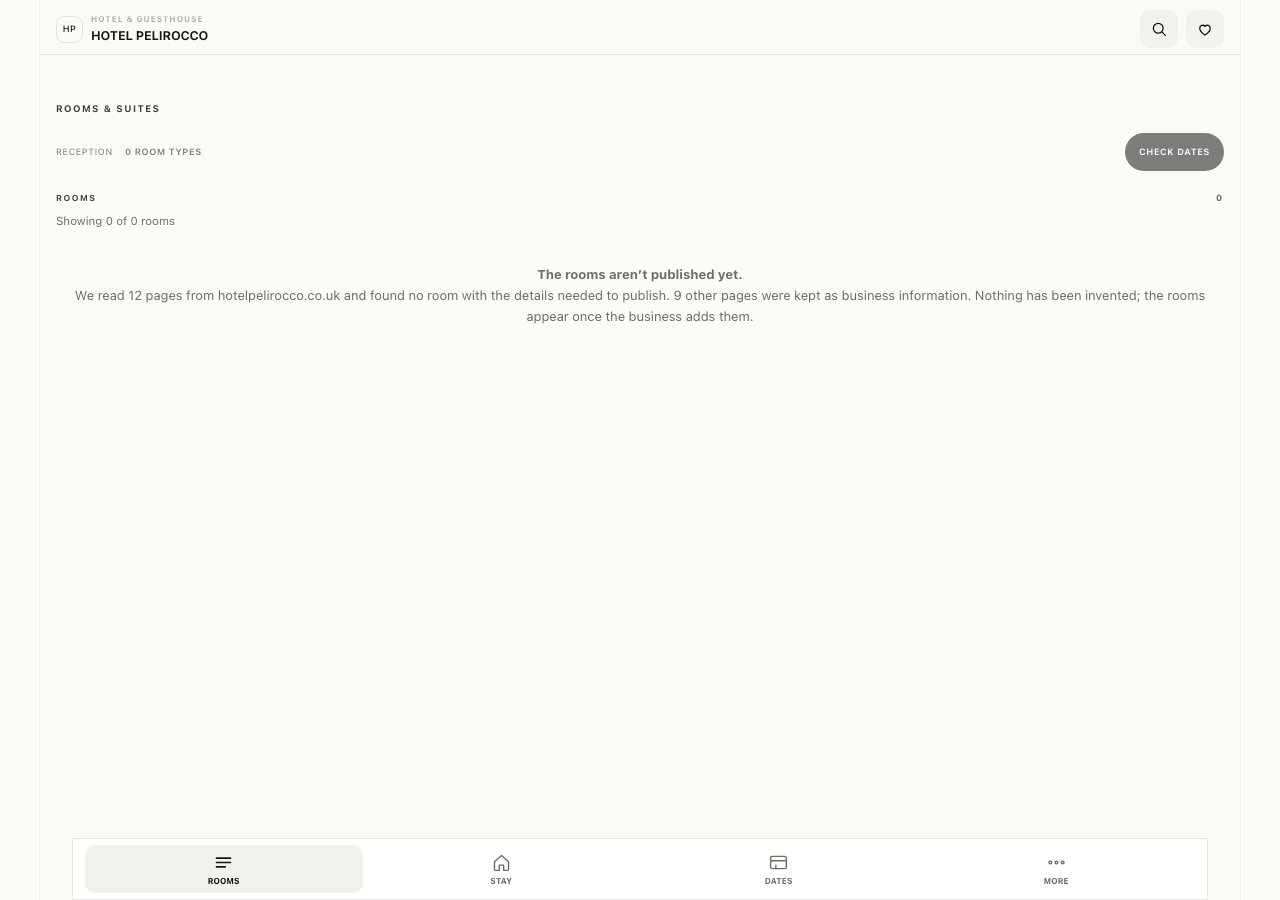 HP
HOTEL & GUESTHOUSE
HOTEL PELIROCCO
ROOMS & SUITES
RECEPTION 0 ROOM TYPES
CHECK DATES
ROOMS 0
Showing 0 of 0 rooms
The rooms aren’t published yet.
We read 12 pages from hotelpelirocco.co.uk and found no room with the details needed to publish. 9 other pages were kept as business information. Nothing has been invented; the rooms
appear once the business adds them.
ROOMS STAY DATES MORE